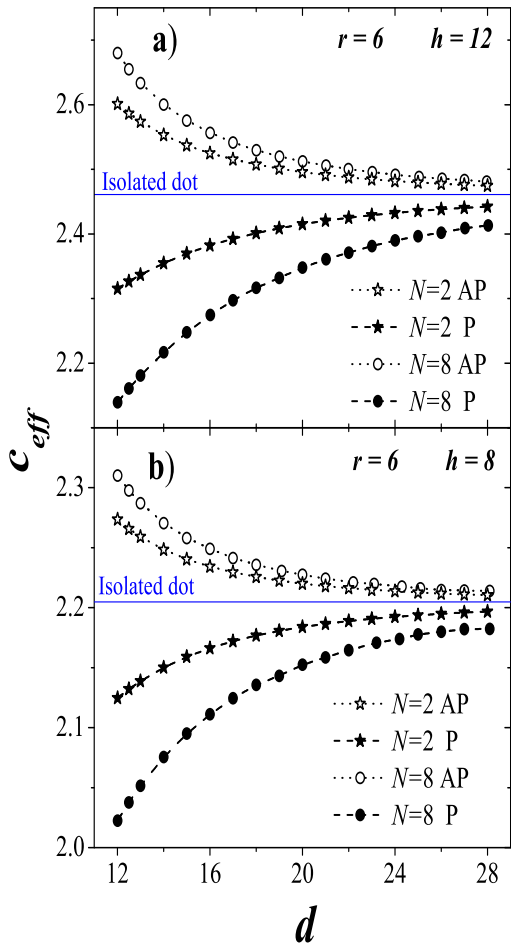 a)
r = 6 h = 12
2.6
Isolated dot
2.4
N=2 AP
N=2 P
N=8 AP
N=8 P
2.2
c eff
b)
r = 6 h = 8
2.3
Isolated dot
2.2
N=2 AP
2.1
N=2 P
N=8 AP
N=8 P
2.0
12 16 20 24 28
d